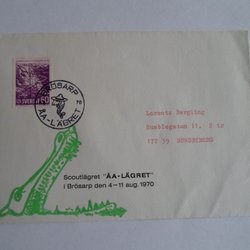 BRÖSARP
ÅA-LÄGRET
SVERIGE
Lorentz Bergling
172 39 SUNDBYBERG
Scoutlägret "ÅA-LÄGRET"
i Brösarp den 4-11 aug. 1970